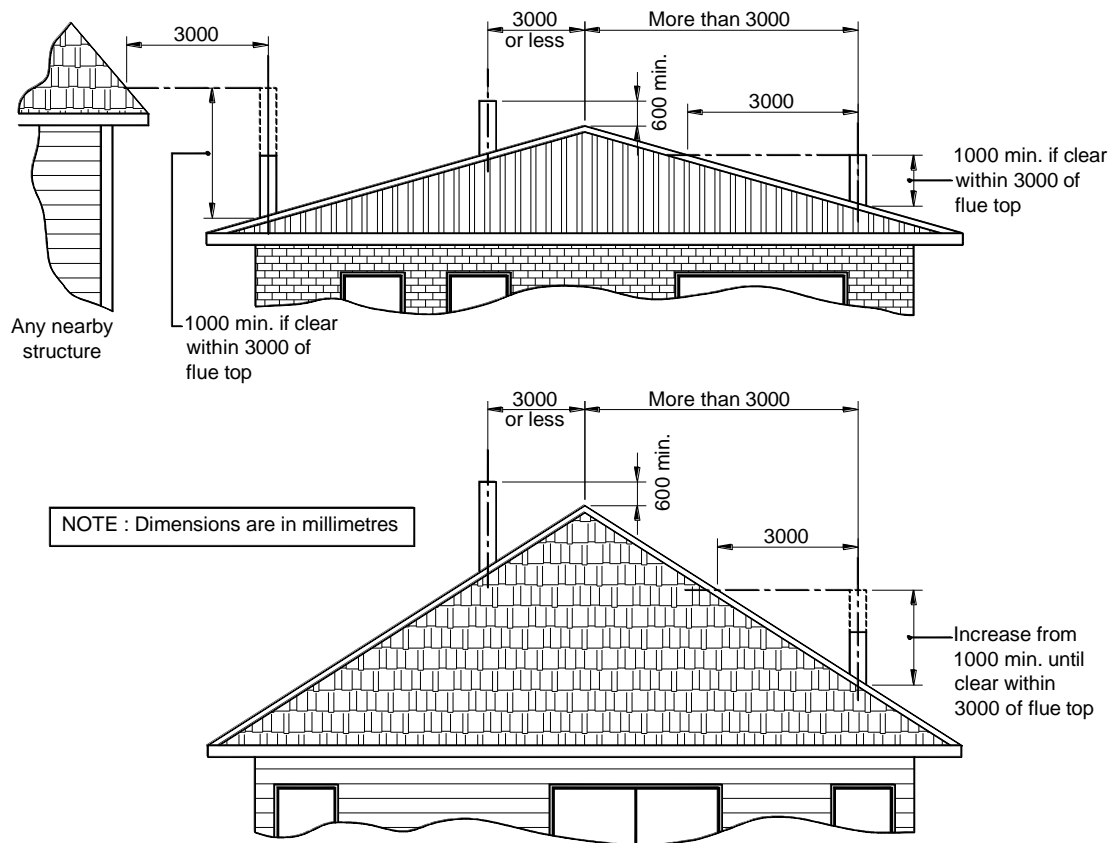 3000
3000
or less
More than 3000
600 min.
3000
1000 min. if clear
within 3000 of
flue top
Any nearby
structure
1000 min. if clear
within 3000 of
flue top
3000
or less
More than 3000
600 min.
NOTE : Dimensions are in millimetres
3000
Increase from
1000 min. until
clear within
3000 of flue top